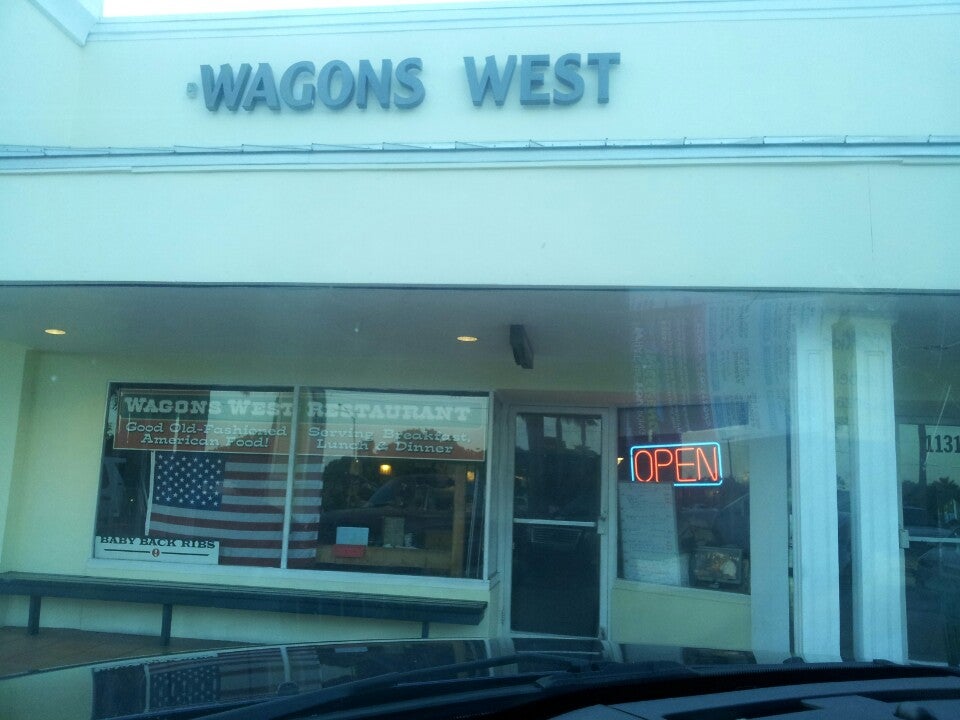 WAGONS WEST
WAGONS WEST RESTAURANT
Good Old-Fashioned
American Food!
Serving Breakfast,
Lunch & Dinner
OPEN
1131
BABY BACK RIBS